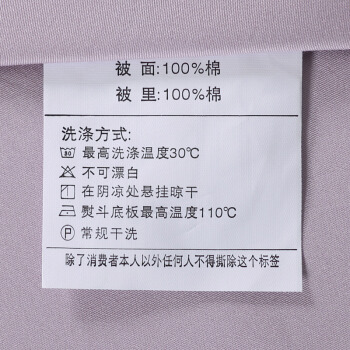 被 面:100%棉
被 里:100%棉
洗涤方式:
最高洗涤温度30℃
不可漂白
在阴凉处悬挂晾干
熨斗底板最高温度110℃
Ⓟ 常规干洗
除了消费者本人以外任何人不得撕除这个标签